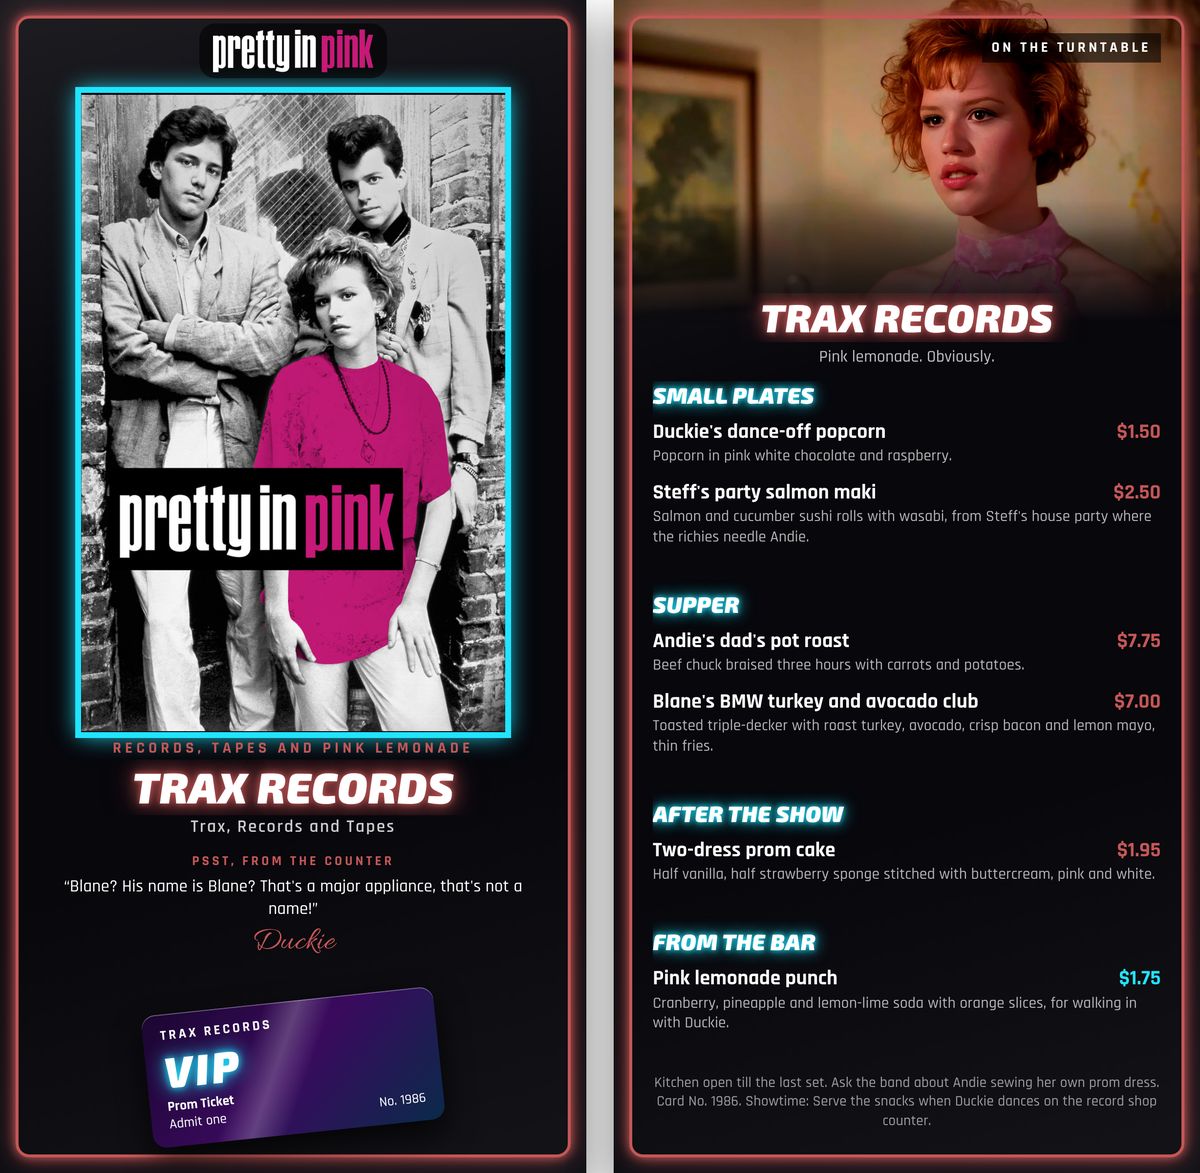 pretty in pink
pretty in pink
RECORDS, TAPES AND PINK LEMONADE
TRAX RECORDS
Trax, Records and Tapes
PSST, FROM THE COUNTER
“Blane? His name is Blane? That's a major appliance, that's not a
name!”
Duckie
TRAX RECORDS
VIP
Prom Ticket
Admit one
No. 1986
ON THE TURNTABLE
TRAX RECORDS
Pink lemonade. Obviously.
SMALL PLATES
Duckie's dance-off popcorn $1.50
Popcorn in pink white chocolate and raspberry.
Steff's party salmon maki $2.50
Salmon and cucumber sushi rolls with wasabi, from Steff's house party where
the richies needle Andie.
SUPPER
Andie's dad's pot roast $7.75
Beef chuck braised three hours with carrots and potatoes.
Blane's BMW turkey and avocado club $7.00
Toasted triple-decker with roast turkey, avocado, crisp bacon and lemon mayo,
thin fries.
AFTER THE SHOW
Two-dress prom cake $1.95
Half vanilla, half strawberry sponge stitched with buttercream, pink and white.
FROM THE BAR
Pink lemonade punch $1.75
Cranberry, pineapple and lemon-lime soda with orange slices, for walking in
with Duckie.
Kitchen open till the last set. Ask the band about Andie sewing her own prom dress.
Card No. 1986. Showtime: Serve the snacks when Duckie dances on the record shop
counter.